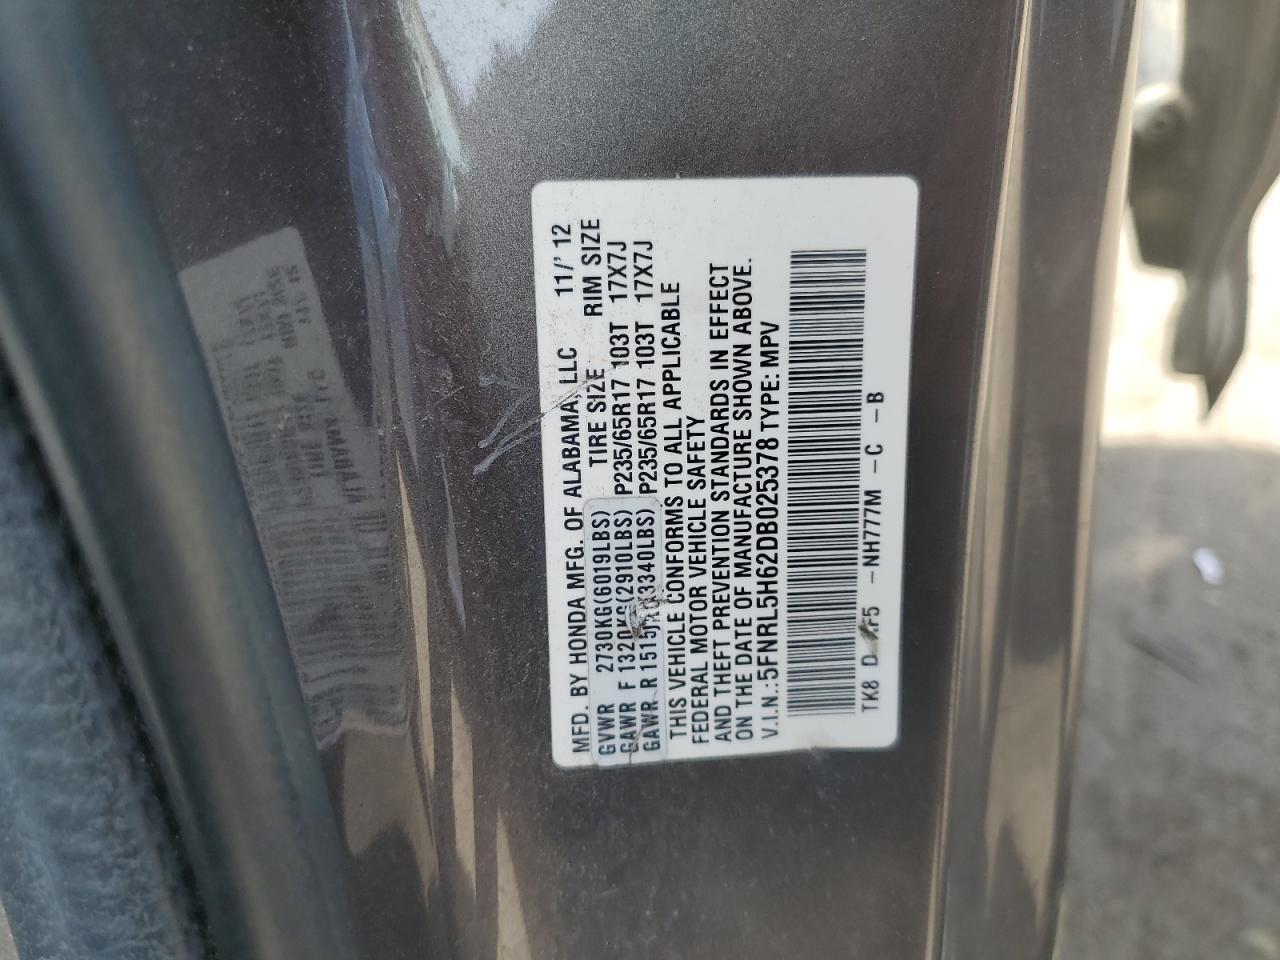 MFD. BY HONDA MFG. OF ALABAMA, LLC 11/'12
GVWR 2730KG(6019LBS) TIRE SIZE RIM SIZE
GAWR F (2910LBS) P235/65R17 103T 17X7J
GAWR R (3340LBS) P235/65R17 103T 17X7J
THIS VEHICLE CONFORMS TO ALL APPLICABLE
FEDERAL MOTOR VEHICLE SAFETY
AND THEFT PREVENTION STANDARDS IN EFFECT
ON THE DATE OF MANUFACTURE SHOWN ABOVE.
V.I.N.:5FNRL5H62DB025378 TYPE: MPV
TK8 D -NH777M -C -B